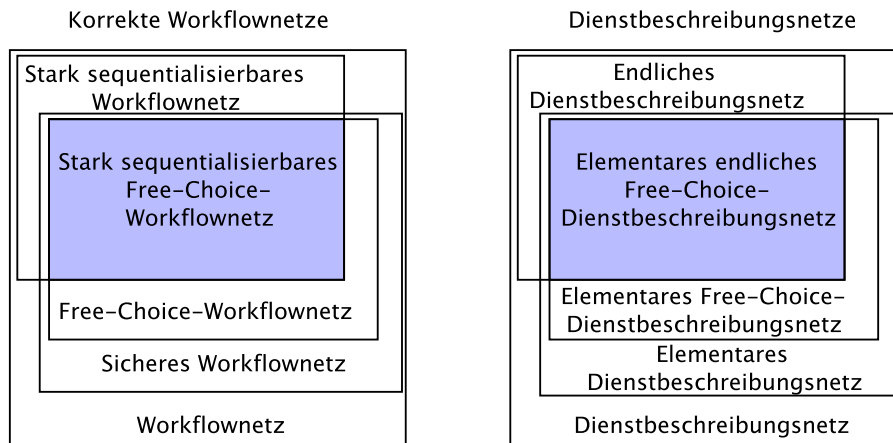 Korrekte Workflownetze
Stark sequentialisierbares
Workflownetz
Stark sequentialisierbares
Free-Choice-
Workflownetz
Free-Choice-Workflownetz
Sicheres Workflownetz
Workflownetz
Dienstbeschreibungsnetze
Endliches
Dienstbeschreibungsnetz
Elementares endliches
Free-Choice-
Dienstbeschreibungsnetz
Elementares Free-Choice-
Dienstbeschreibungsnetz
Elementares
Dienstbeschreibungsnetz
Dienstbeschreibungsnetz